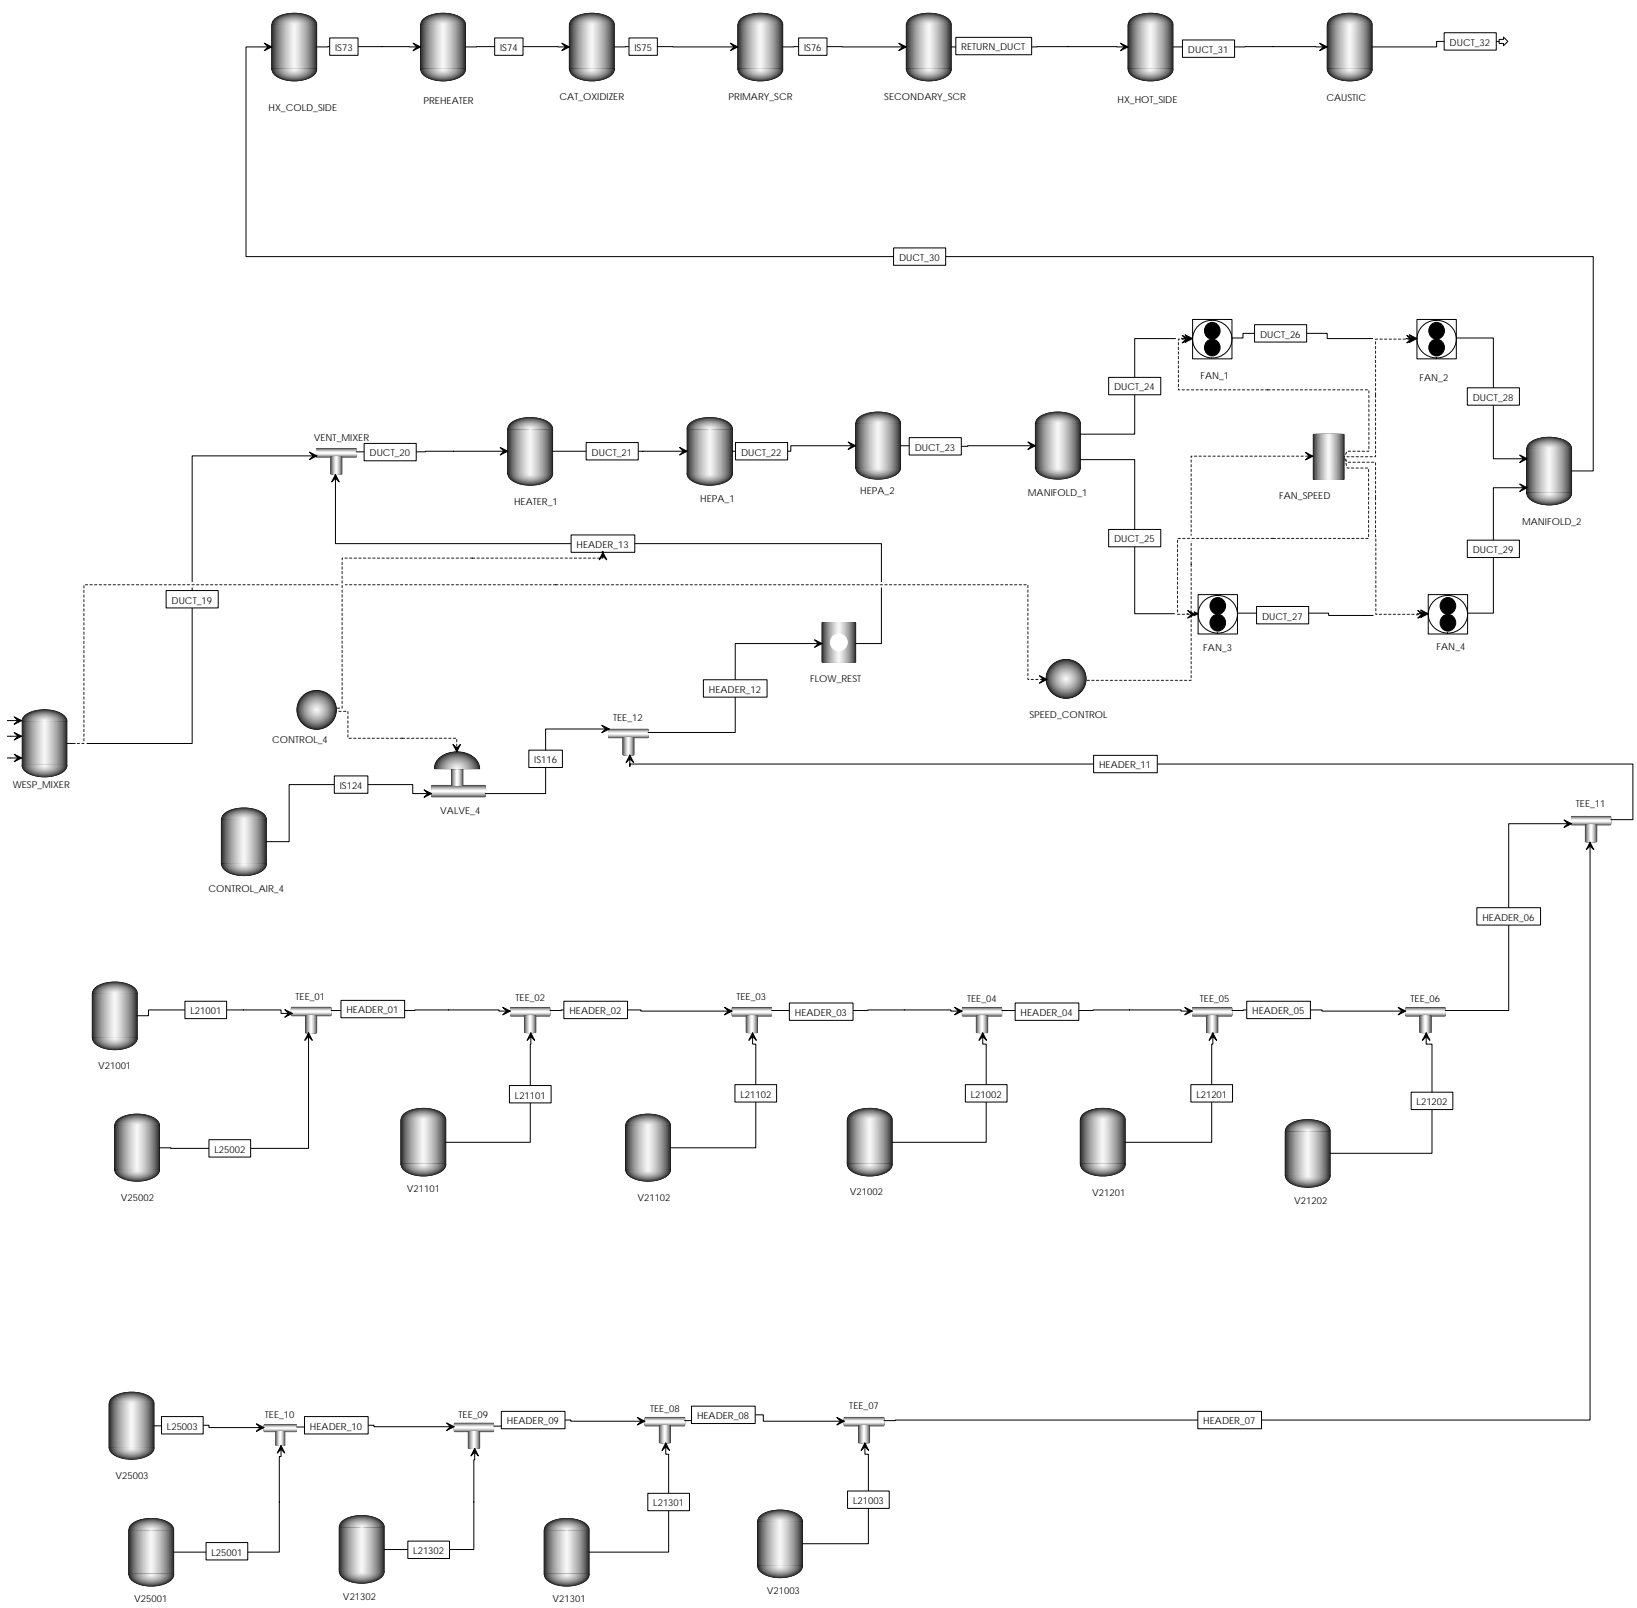 IS73
IS74
IS75
IS76
RETURN_DUCT
DUCT_31
DUCT_32
HX_COLD_SIDE
PREHEATER
CAT_OXIDIZER
PRIMARY_SCR
SECONDARY_SCR
HX_HOT_SIDE
CAUSTIC
DUCT_30
DUCT_26
FAN_1
FAN_2
DUCT_24
DUCT_28
VENT_MIXER
DUCT_20
DUCT_21
DUCT_22
DUCT_23
HEATER_1
HEPA_1
HEPA_2
MANIFOLD_1
FAN_SPEED
MANIFOLD_2
HEADER_13
DUCT_25
DUCT_29
DUCT_19
DUCT_27
FAN_3
FAN_4
FLOW_REST
HEADER_12
SPEED_CONTROL
CONTROL_4
TEE_12
WESP_MIXER
IS124
IS116
HEADER_11
VALVE_4
TEE_11
CONTROL_AIR_4
HEADER_06
L21001
TEE_01
HEADER_01
TEE_02
HEADER_02
TEE_03
HEADER_03
TEE_04
HEADER_04
TEE_05
HEADER_05
TEE_06
V21001
L21101
L21102
L21002
L21201
L21202
L25002
V25002
V21101
V21102
V21002
V21201
V21202
L25003
TEE_10
HEADER_10
TEE_09
HEADER_09
TEE_08
HEADER_08
TEE_07
HEADER_07
V25003
L21301
L21003
L25001
L21302
V25001
V21302
V21301
V21003